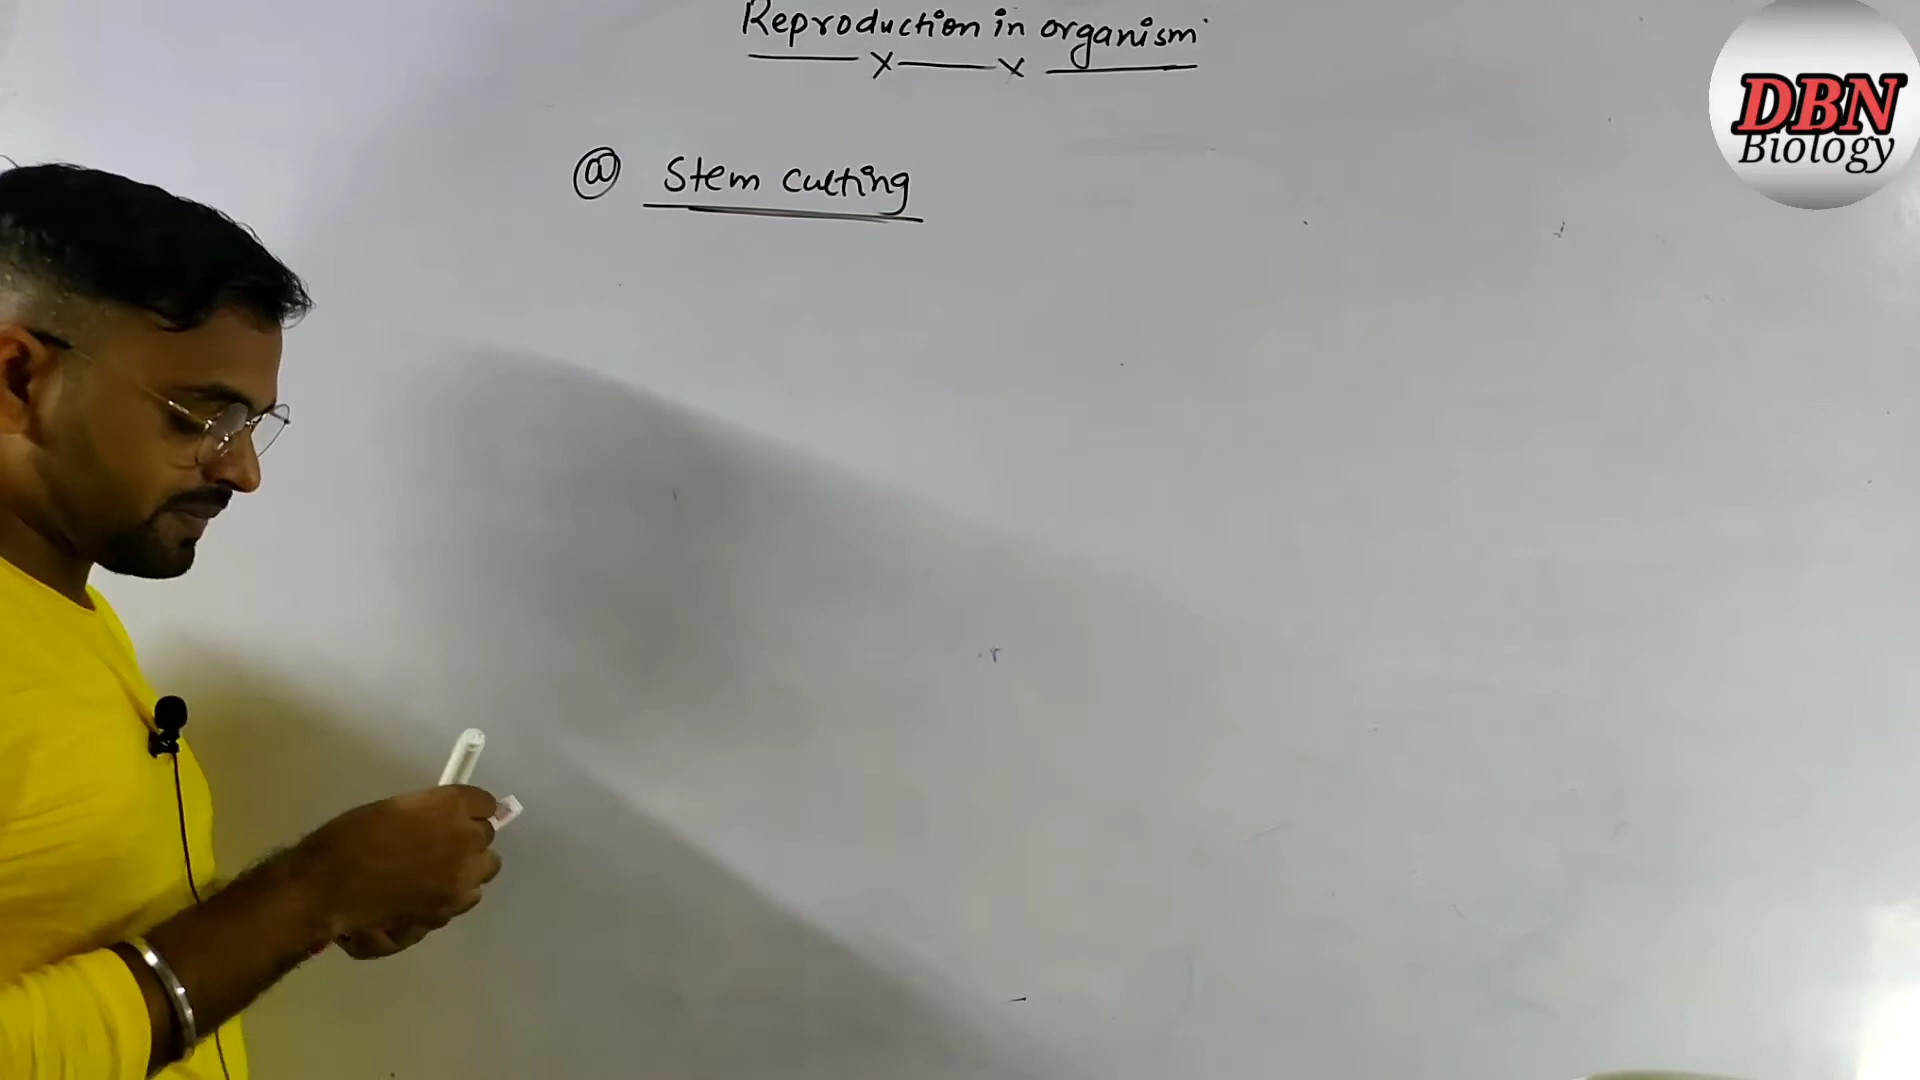 Reproduction in organism
x x
a Stem cutting
DBN
Biology